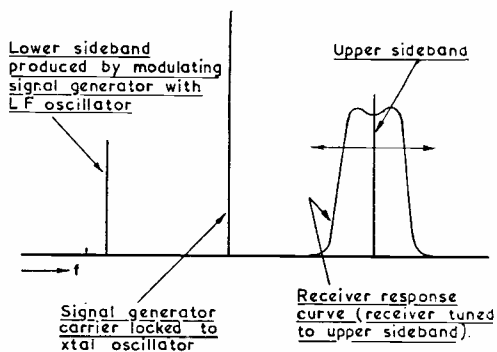 Lower sideband
produced by modulating
signal generator with
LF oscillator
Upper sideband
f
Signal generator
carrier locked to
xtal oscillator
Receiver response
curve (receiver tuned
to upper sideband).